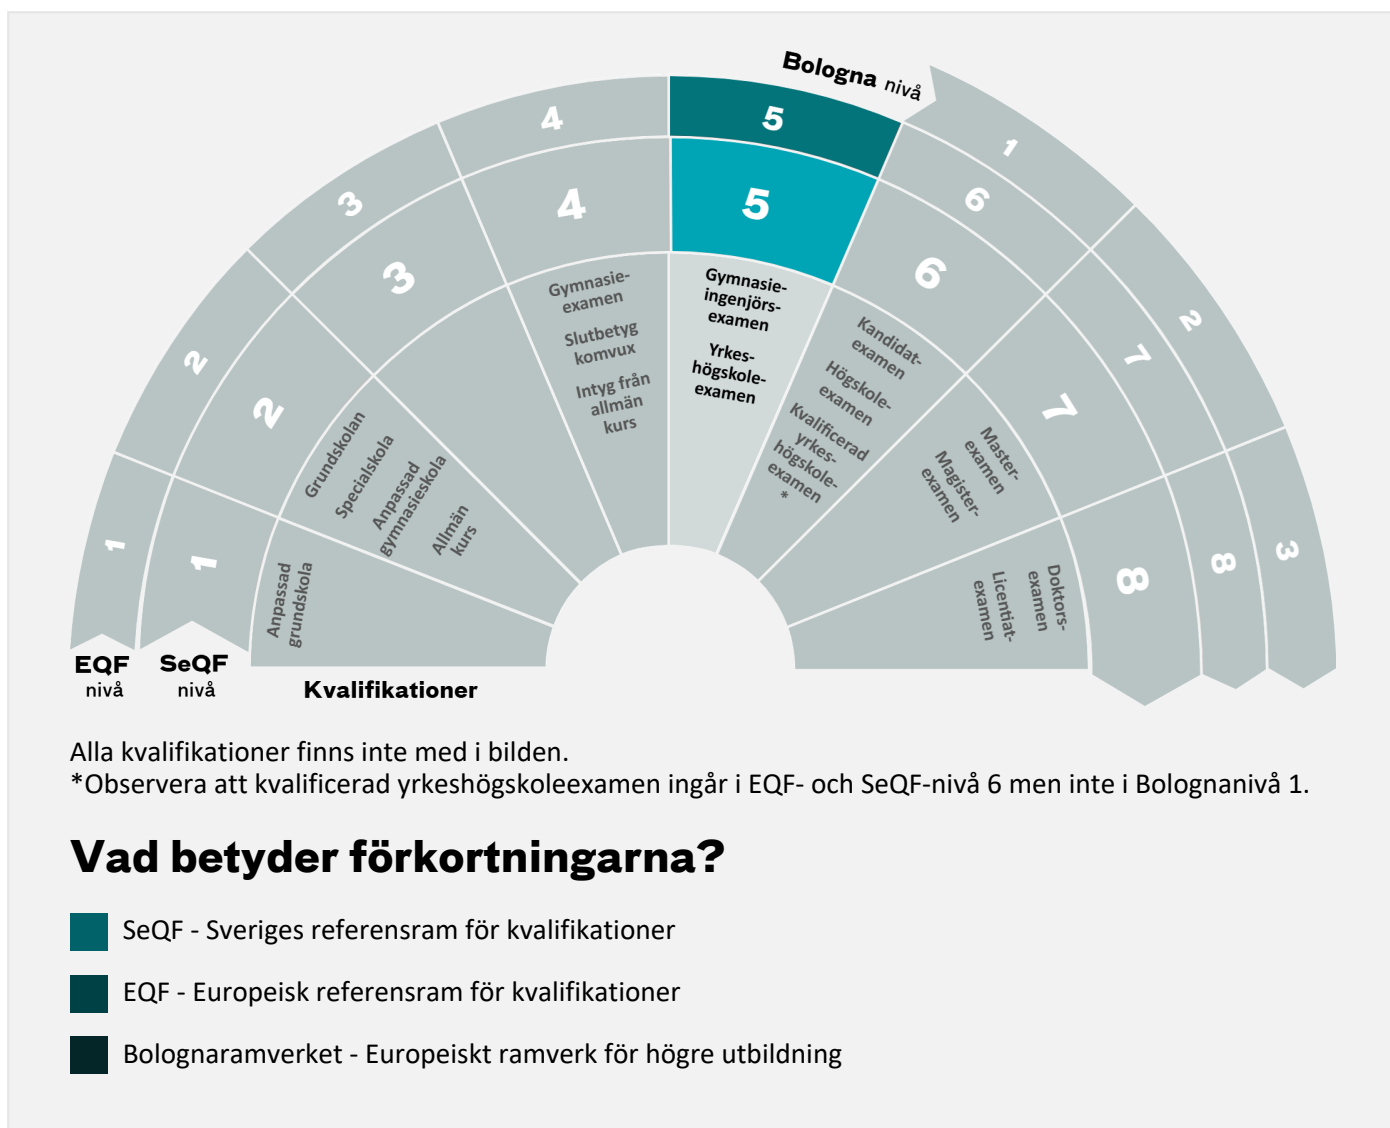 Bologna nivå
1
2
3
1
2
3
4
5
6
7
8
1
2
3
4
5
6
7
8
Anpassad
grundskola
Grundskolan
Specialskola
Anpassad
gymnasieskola
Allmän
kurs
Gymnasie-
examen
Slutbetyg
komvux
Intyg från
allmän
kurs
Gymnasie-
ingenjörs-
examen
Yrkes-
högskole-
examen
Kandidat-
examen
Högskole-
examen
Kvalificerad
yrkes-
högskole-
examen
*
Master-
examen
Magister-
examen
Doktors-
examen
Licentiat-
examen
EQF
nivå
SeQF
nivå
Kvalifikationer
Alla kvalifikationer finns inte med i bilden.
*Observera att kvalificerad yrkeshögskoleexamen ingår i EQF- och SeQF-nivå 6 men inte i Bolognanivå 1.
Vad betyder förkortningarna?
SeQF - Sveriges referensram för kvalifikationer
EQF - Europeisk referensram för kvalifikationer
Bolognaramverket - Europeiskt ramverk för högre utbildning